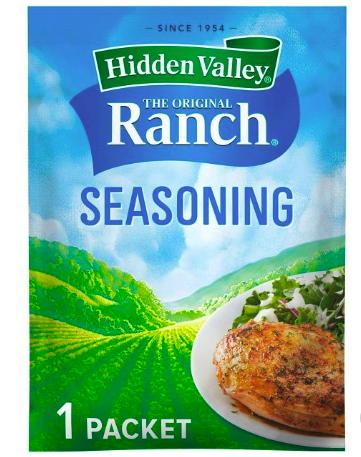 — SINCE 1954 —
Hidden Valley®
THE ORIGINAL
Ranch®
SEASONING
1 PACKET